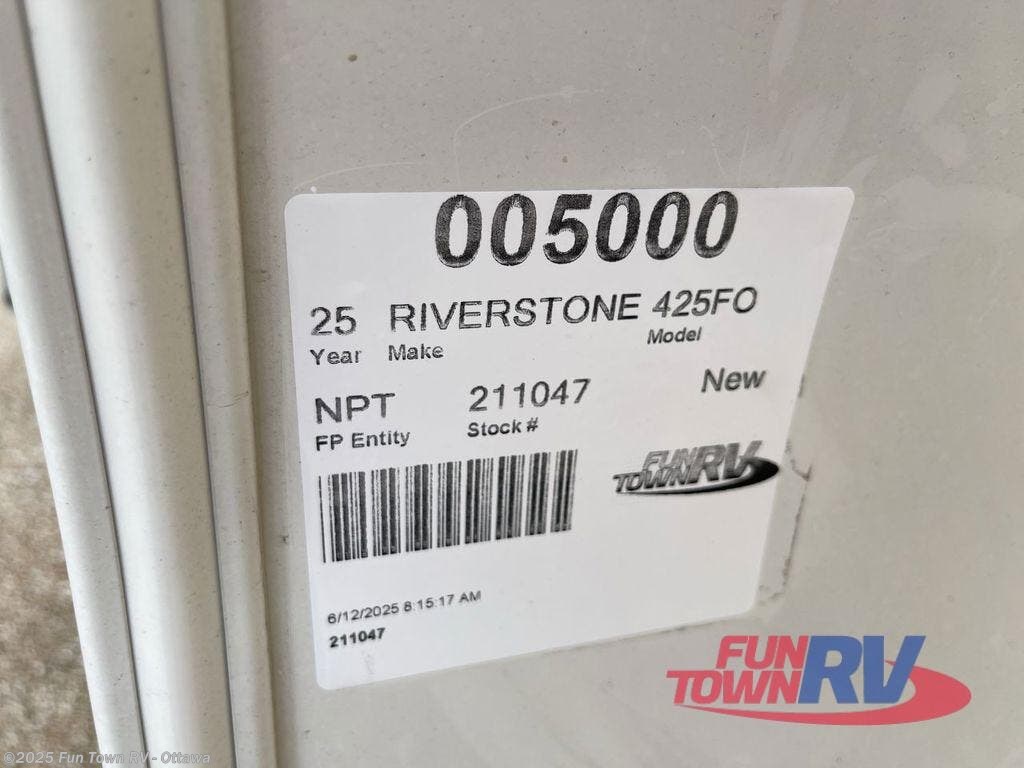 005000
25 RIVERSTONE 425FO
Year Make Model
NPT 211047 New
FP Entity Stock #
FUN TOWN RV
6/12/2025 8:15:17 AM
211047
FUN TOWN RV
©2025 Fun Town RV - Ottawa